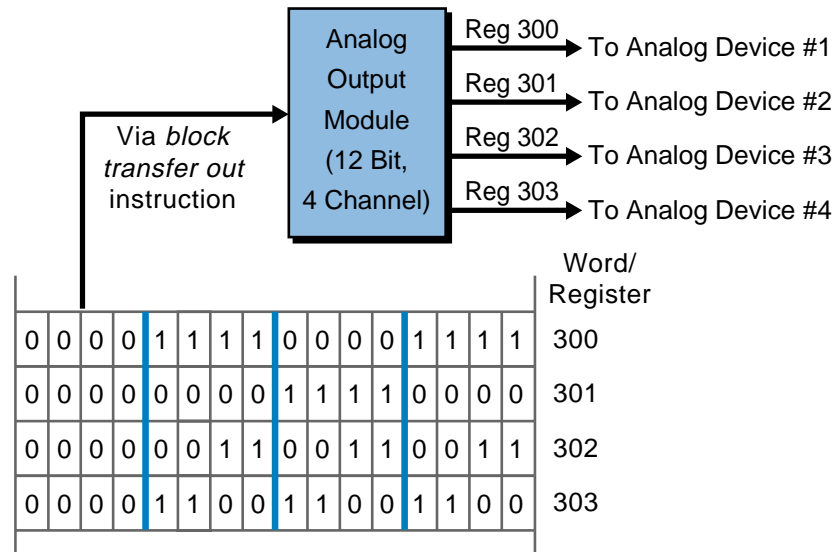 Analog
Output
Module
(12 Bit,
4 Channel)
Reg 300
To Analog Device #1
Reg 301
To Analog Device #2
Reg 302
To Analog Device #3
Reg 303
To Analog Device #4
Via block
transfer out
instruction
Word/
Register
0 0 0 0 1 1 1 1 0 0 0 0 1 1 1 1 300
0 0 0 0 0 0 0 0 1 1 1 1 0 0 0 0 301
0 0 0 0 0 0 1 1 0 0 1 1 0 0 1 1 302
0 0 0 0 1 1 0 0 1 1 0 0 1 1 0 0 303